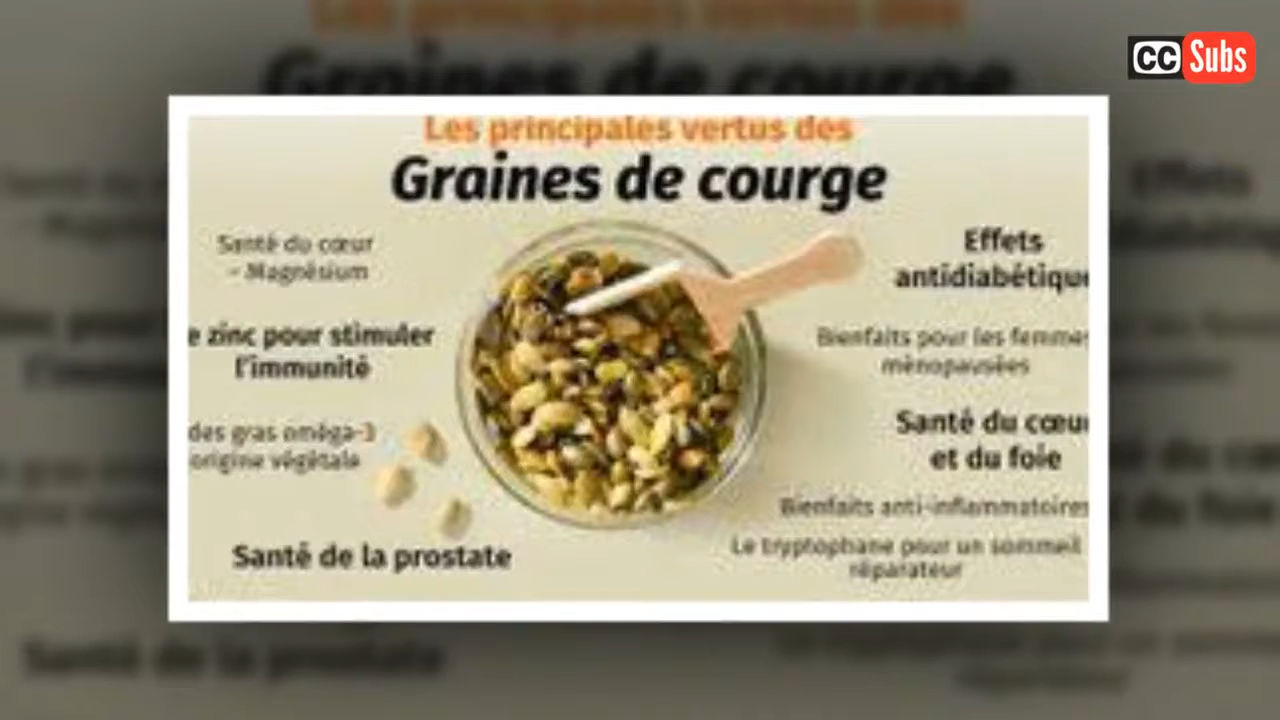 CC Subs
Les principales vertus des
Graines de courge
Santé du cœur
- Magnésium
e zinc pour stimuler
l'immunité
des gras oméga-3
origine végétale
Santé de la prostate
Effets
antidiabétique
Bienfaits pour les femmes
ménopausées
Santé du cœu
et du foie
Bienfaits anti-inflammatoires
Le tryptophane pour un sommeil
réparateur